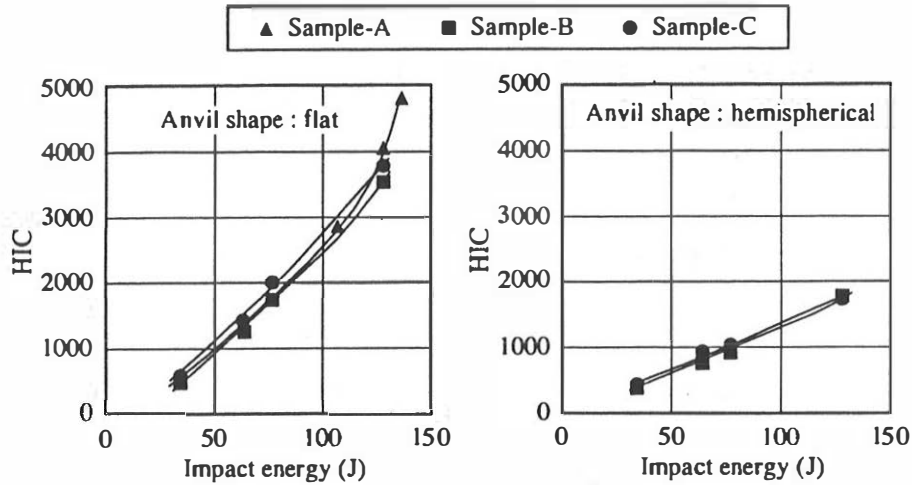 ▲ Sample-A ■ Sample-B ● Sample-C
Anvil shape : flat
5000
4000
3000
2000
1000
0
HIC
0 50 100 150
Impact energy (J)
Anvil shape : hemispherical
5000
4000
3000
2000
1000
0
HIC
0 50 100 150
Impact energy (J)